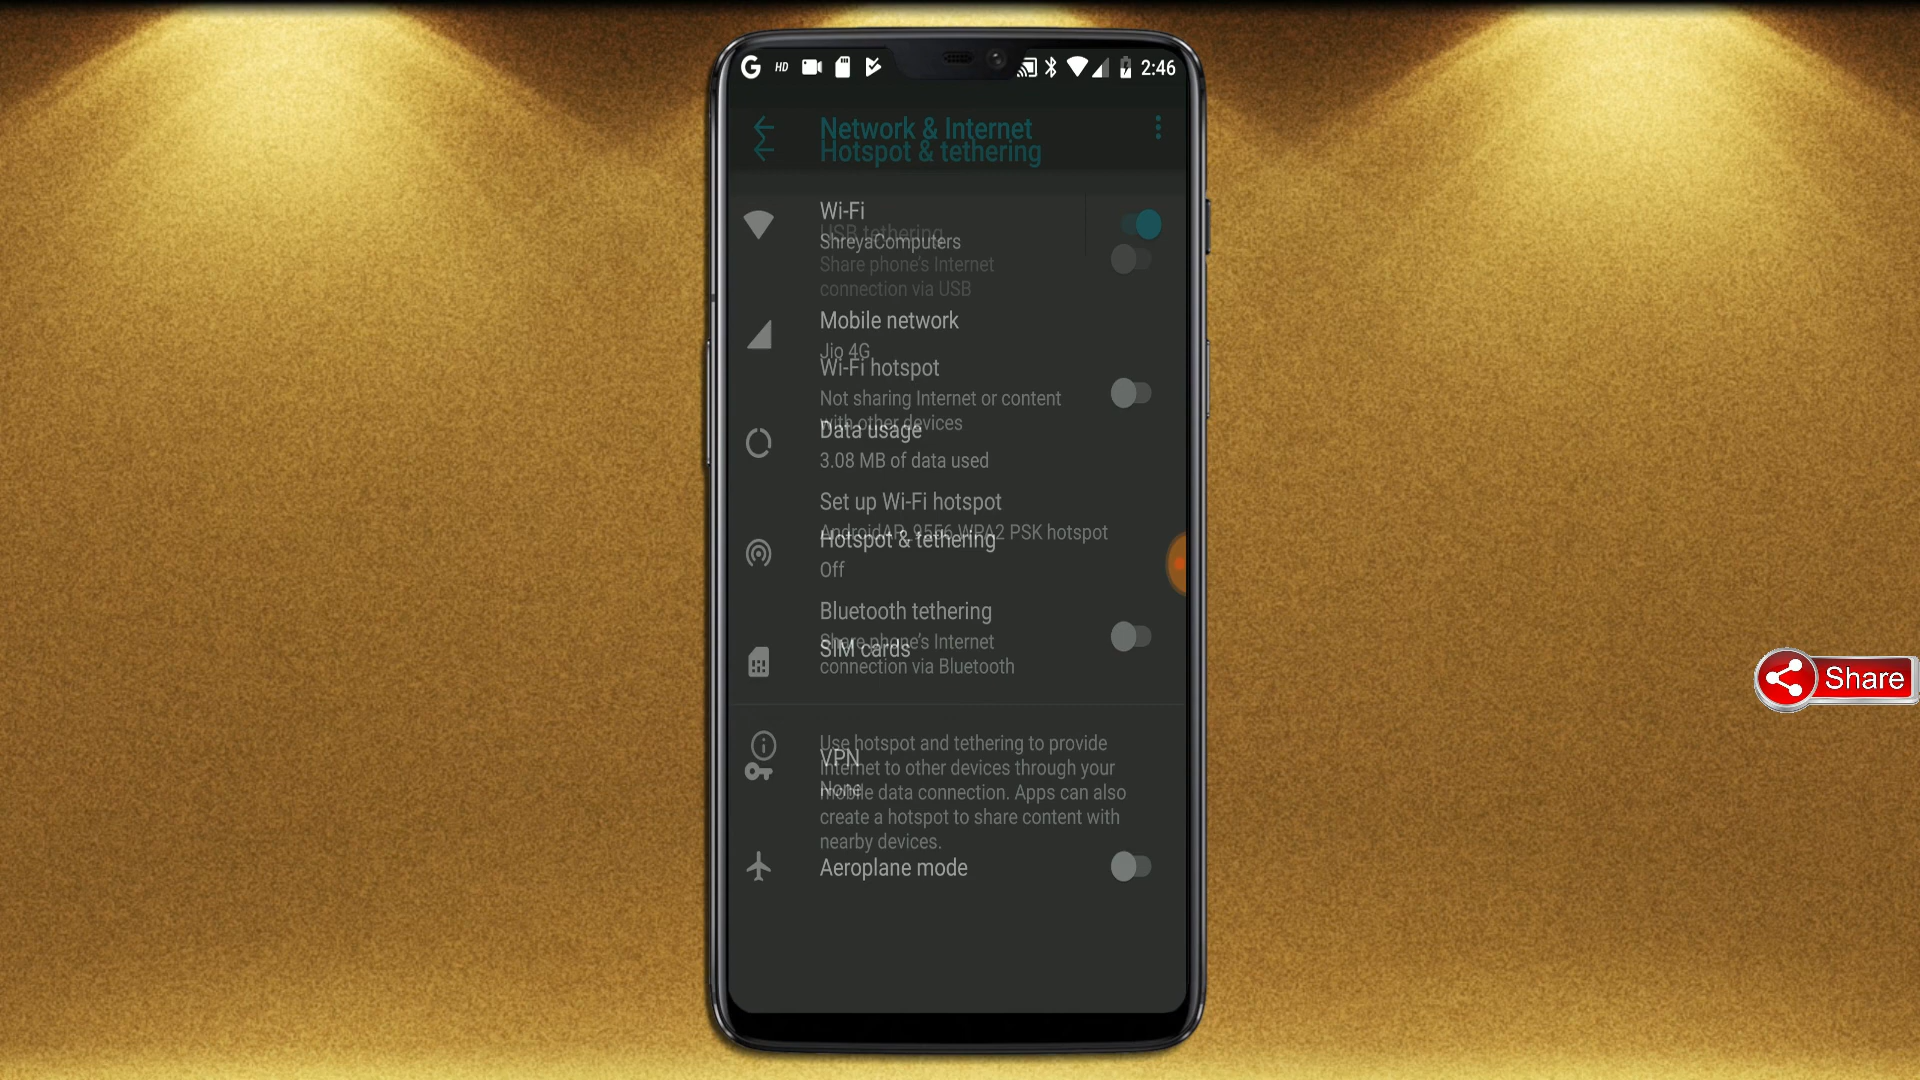 HD
2:46
Network & Internet
Hotspot & tethering
Wi-Fi
USB tethering
ShreyaComputers
Share phone's Internet
connection via USB
Mobile network
Jio 4G
Wi-Fi hotspot
Not sharing Internet or content
with other devices
Data usage
3.08 MB of data used
Set up Wi-Fi hotspot
AndroidAP_9556 WPA2 PSK hotspot
Hotspot & tethering
Off
Bluetooth tethering
Share phone's Internet
SIM cards
connection via Bluetooth
Use hotspot and tethering to provide
VPN
Internet to other devices through your
None
mobile data connection. Apps can also
create a hotspot to share content with
nearby devices.
Aeroplane mode
Share